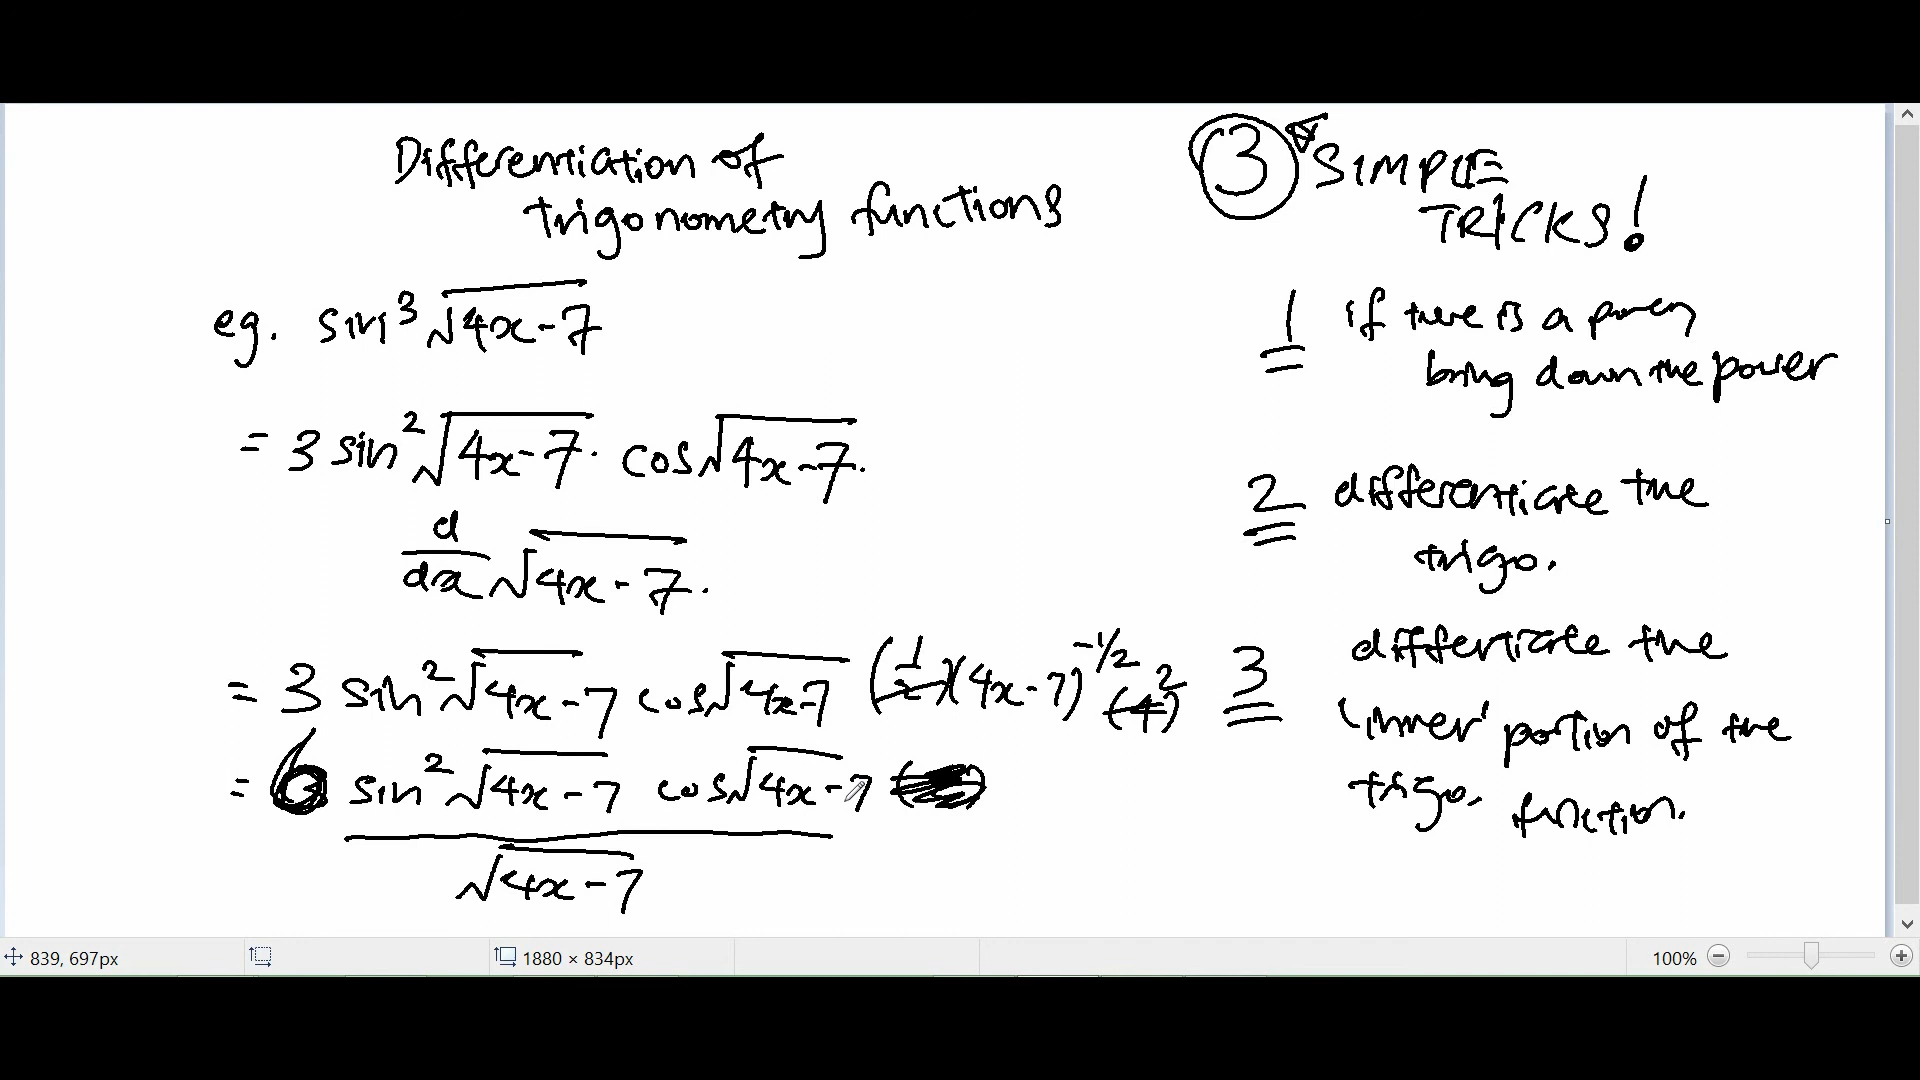 Differentiation of
trigonometry functions
eg. sin³ √4x-7
= 3 sin² √4x-7 · cos √4x-7 ·
d/dx √4x-7 ·
= 3 sin² √4x-7 cos √4x-7 (1/2)(4x-7)^-1/2 (4) 2
= 6 sin² √4x-7 cos √4x-7
√4x-7
3 SIMPLE
TRICKS!
1 if there is a power
bring down the power
2 differentiate the
trigo.
3 differtiate the
'inner' portion of the
trigo. function.
839, 697px
1880 × 834px
100%